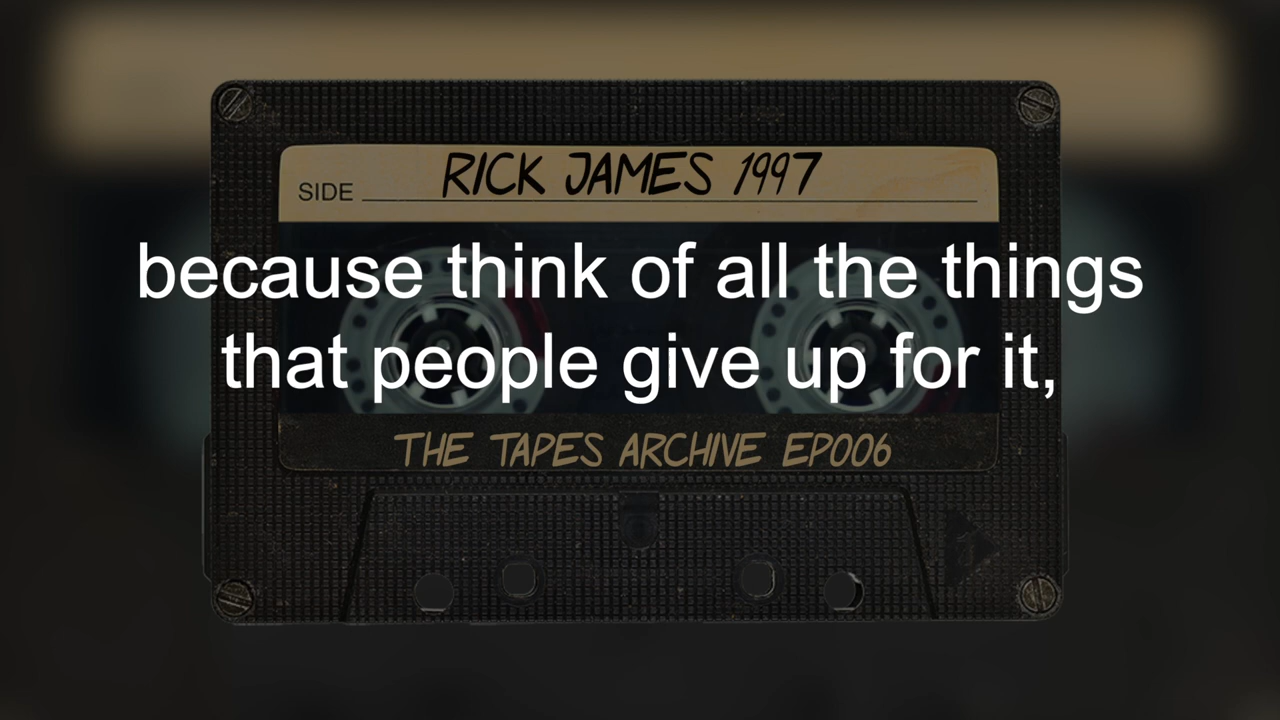 RICK JAMES 1997
SIDE
because think of all the things
that people give up for it,
THE TAPES ARCHIVE EP006